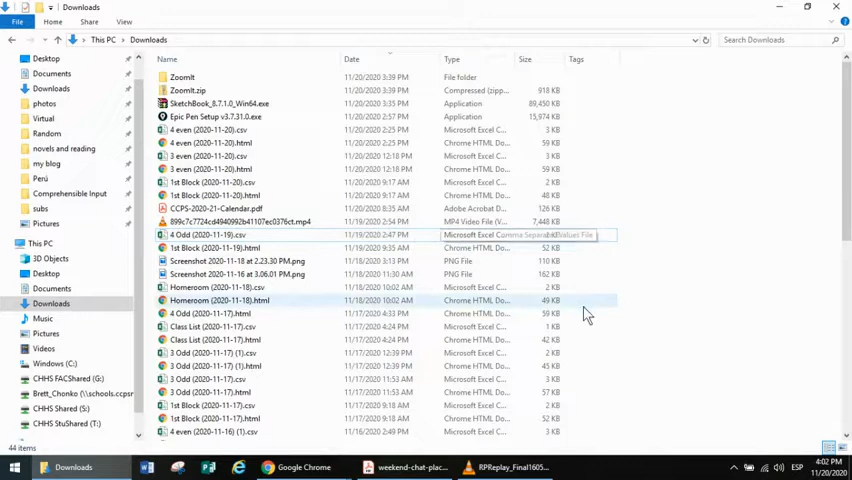 Downloads
File Home Share View
This PC Downloads Search Downloads
Name Date Type Size Tags
Desktop
Documents
Downloads
photos
Virtual
Random
novels and reading
my blog
Perú
Comprehensible Input
subs
Pictures
This PC
3D Objects
Desktop
Documents
Downloads
Music
Pictures
Videos
Windows (C:)
CHHS FACShared (G:)
Brett_Chonko (\\schools.ccpsr
CHHS Shared (S:)
CHHS StuShared (T:)
ZoomIt 11/20/2020 3:39 PM File folder
ZoomIt.zip 11/20/2020 3:39 PM Compressed (zipp... 918 KB
SketchBook_8.7.1.0_Win64.exe 11/20/2020 3:39 PM Application 89,450 KB
Epic Pen Setup v3.7.31.0.exe 11/20/2020 3:39 PM Application 15,974 KB
4 even (2020-11-20).csv Microsoft Excel C... 3 KB
4 even (2020-11-20).html Chrome HTML Do... 59 KB
3 even (2020-11-20).csv 11/20/2020 12:18 PM Microsoft Excel C... 3 KB
3 even (2020-11-20).html 11/20/2020 12:18 PM Chrome HTML Do... 59 KB
1st Block (2020-11-20).csv 11/20/2020 9:17 AM Microsoft Excel C... 2 KB
1st Block (2020-11-20).html 11/20/2020 9:17 AM Chrome HTML Do... 48 KB
CCPS-2020-21-Calendar.pdf 11/20/2020 8:35 AM Adobe Acrobat D... 126 KB
899c7c7724cd4940992b41107ec0376ct.mp4 MP4 Video File (V... 7,448 KB
4 Odd (2020-11-19).csv 11/19/2020 2:47 PM Microsoft Excel Comma Separated Values File
1st Block (2020-11-19).html 11/19/2020 9:35 AM Chrome HTML Do... 52 KB
Screenshot 2020-11-18 at 2.23.30 PM.png 11/18/2020 3:13 PM PNG File 110 KB
Screenshot 2020-11-16 at 3.06.01 PM.png 11/18/2020 11:30 AM PNG File 162 KB
Homeroom (2020-11-18).csv 11/18/2020 10:02 AM Microsoft Excel C... 2 KB
Homeroom (2020-11-18).html 11/18/2020 10:02 AM Chrome HTML Do... 49 KB
4 Odd (2020-11-17).html 11/17/2020 4:33 PM Chrome HTML Do... 59 KB
Class List (2020-11-17).csv 11/17/2020 4:24 PM Microsoft Excel C... 1 KB
Class List (2020-11-17).html 11/17/2020 4:24 PM Chrome HTML Do... 42 KB
3 Odd (2020-11-17) (1).csv 11/17/2020 12:39 PM Microsoft Excel C... 2 KB
3 Odd (2020-11-17) (1).html 11/17/2020 12:39 PM Chrome HTML Do... 45 KB
3 Odd (2020-11-17).csv 11/17/2020 11:53 AM Microsoft Excel C... 3 KB
3 Odd (2020-11-17).html 11/17/2020 11:53 AM Chrome HTML Do... 57 KB
1st Block (2020-11-17).csv 11/17/2020 9:18 AM Microsoft Excel C... 2 KB
1st Block (2020-11-17).html 11/17/2020 9:18 AM Chrome HTML Do... 52 KB
4 even (2020-11-16) (1).csv 11/16/2020 2:49 PM Microsoft Excel C... 3 KB
44 items
Downloads Google Chrome weekend-chat-plac... RPReplay_Final1605... ESP 4:02 PM
11/20/2020